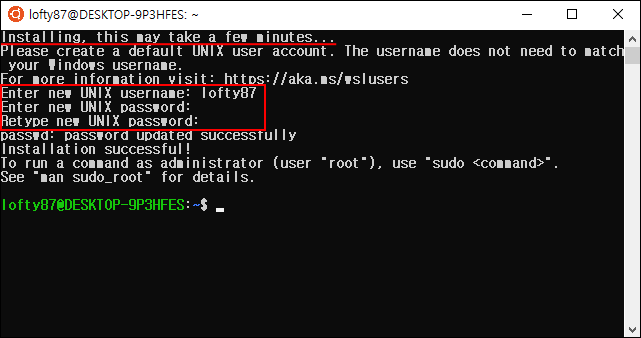 lofty87@DESKTOP-9P3HFES: ~
Installing, this may take a few minutes...
Please create a default UNIX user account. The username does not need to match
your Windows username.
For more information visit: https://aka.ms/wslusers
Enter new UNIX username: lofty87
Enter new UNIX password:
Retype new UNIX password:
passwd: password updated successfully
Installation successful!
To run a command as administrator (user "root"), use "sudo <command>".
See "man sudo_root" for details.
lofty87@DESKTOP-9P3HFES:~$